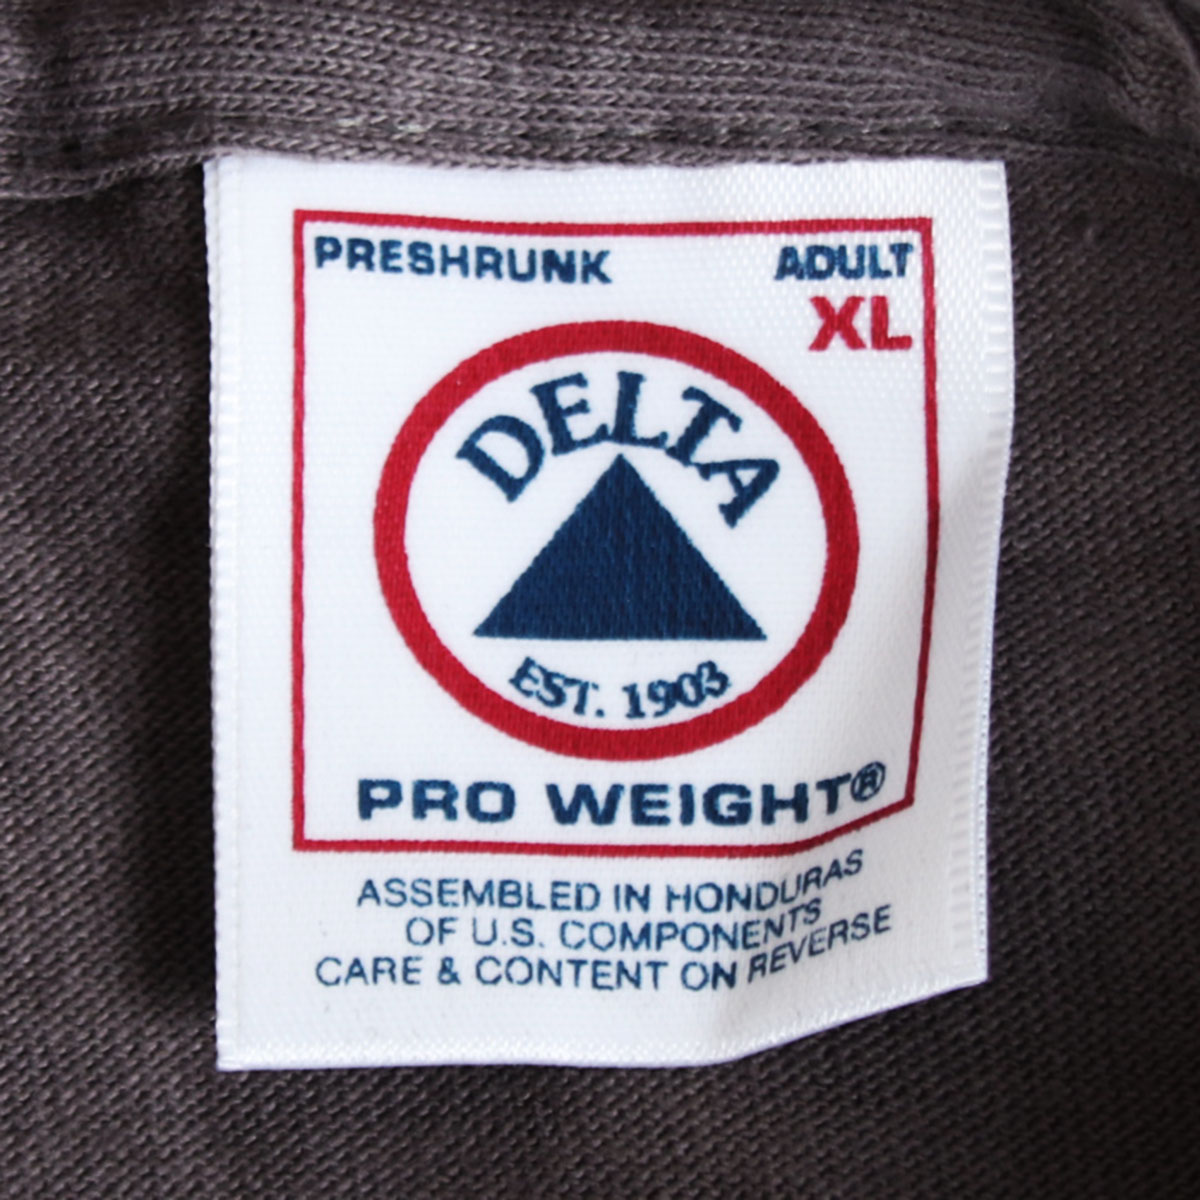 PRESHRUNK ADULT
XL
DELTA
EST. 1903
PRO WEIGHT®
ASSEMBLED IN HONDURAS
OF U.S. COMPONENTS
CARE & CONTENT ON REVERSE